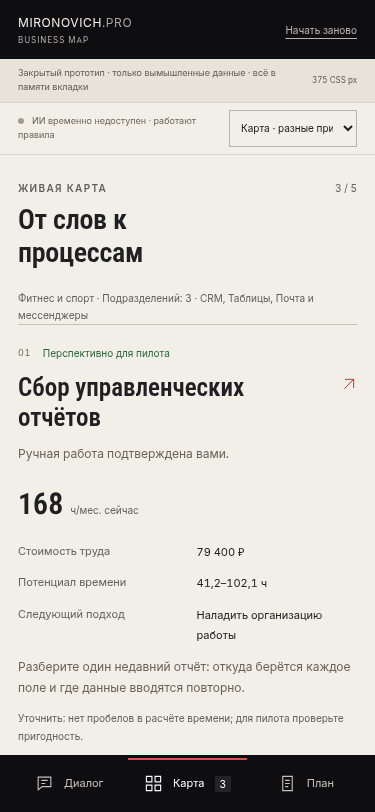 MIRONOVICH.PRO
BUSINESS MAP
Начать заново
Закрытый прототип · только вымышленные данные · всё в
памяти вкладки
375 CSS px
ИИ временно недоступен · работают
правила
Карта · разные при
ЖИВАЯ КАРТА
3 / 5
От слов к
процессам
Фитнес и спорт · Подразделений: 3 · CRM, Таблицы, Почта и
мессенджеры
01 Перспективно для пилота
Сбор управленческих
отчётов
Ручная работа подтверждена вами.
168 ч/мес. сейчас
Стоимость труда 79 400 ₽
Потенциал времени 41,2–102,1 ч
Следующий подход Наладить организацию
работы
Разберите один недавний отчёт: откуда берётся каждое
поле и где данные вводятся повторно.
Уточнить: нет пробелов в расчёте времени; для пилота проверьте
пригодность.
Диалог
Карта 3
План